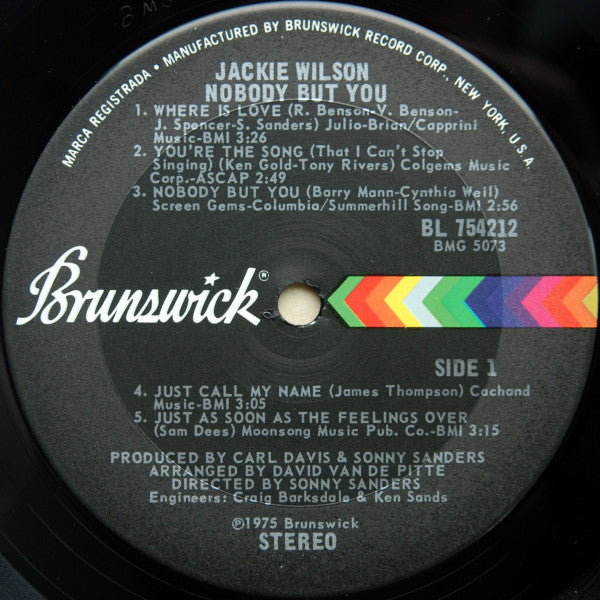 MARCA REGISTRADA • MANUFACTURED BY BRUNSWICK RECORD CORP., NEW YORK, U.S.A.
JACKIE WILSON
NOBODY BUT YOU
1. WHERE IS LOVE (R. Benson-V. Benson-
J. Spencer-S. Sanders) Julio-Brian/Capprini
Music-BMI 3:26
2. YOU'RE THE SONG (That I Can't Stop
Singing) (Ken Gold-Tony Rivers) Colgems Music
Corp.-ASCAP 2:49
3. NOBODY BUT YOU (Barry Mann-Cynthia Weil)
Screen Gems-Columbia/Summerhill Song-BMI 2:56
BL 754212
BMG 5073
Brunswick®
SIDE 1
4. JUST CALL MY NAME (James Thompson) Cachand
Music-BMI 3:05
5. JUST AS SOON AS THE FEELINGS OVER
(Sam Dees) Moonsong Music Pub. Co.-BMI 3:15
PRODUCED BY CARL DAVIS & SONNY SANDERS
ARRANGED BY DAVID VAN DE PITTE
DIRECTED BY SONNY SANDERS
Engineers: Craig Barksdale & Ken Sands
℗1975 Brunswick
STEREO